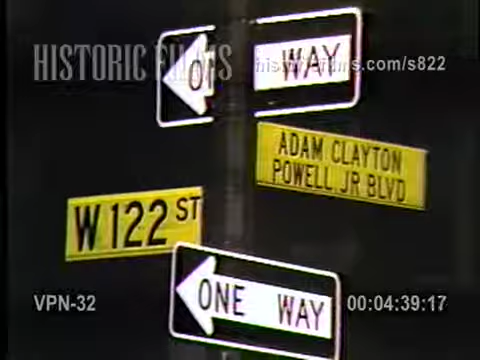 HISTORIC FILMS
historicfilms.com/s822
ONE WAY
ADAM CLAYTON
POWELL JR BLVD
W 122 ST
ONE WAY
VPN-32
00:04:39:17